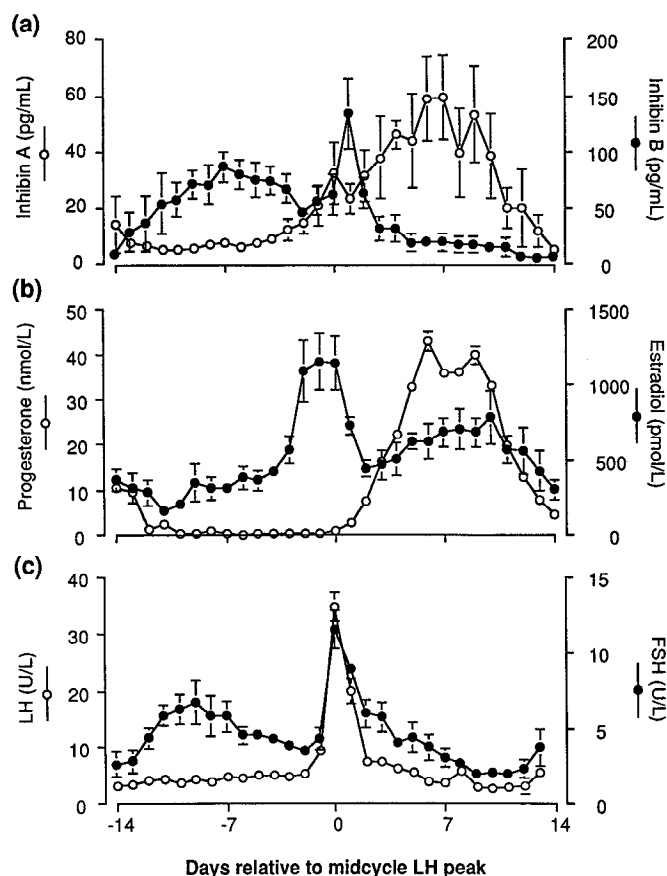 (a)
80
60
40
20
0
Inhibin A (pg/mL)
200
150
100
50
0
Inhibin B (pg/mL)
(b)
50
40
30
20
10
0
Progesterone (nmol/L)
1500
1000
500
0
Estradiol (pmol/L)
(c)
40
30
20
10
0
LH (U/L)
15
10
5
0
FSH (U/L)
-14 -7 0 7 14
Days relative to midcycle LH peak